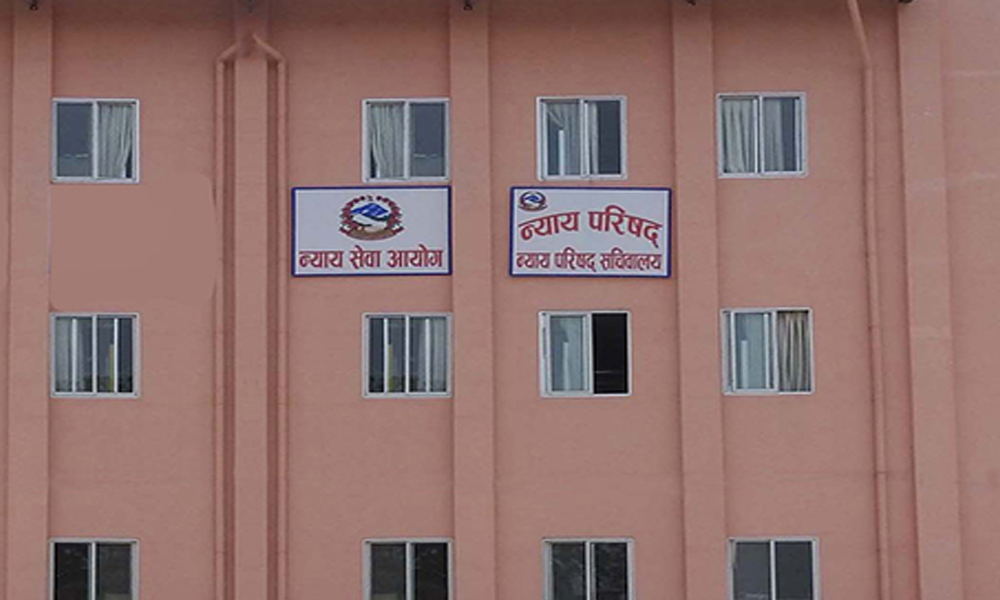 न्याय सेवा आयोग
न्याय परिषद्
न्याय परिषद् सचिवालय